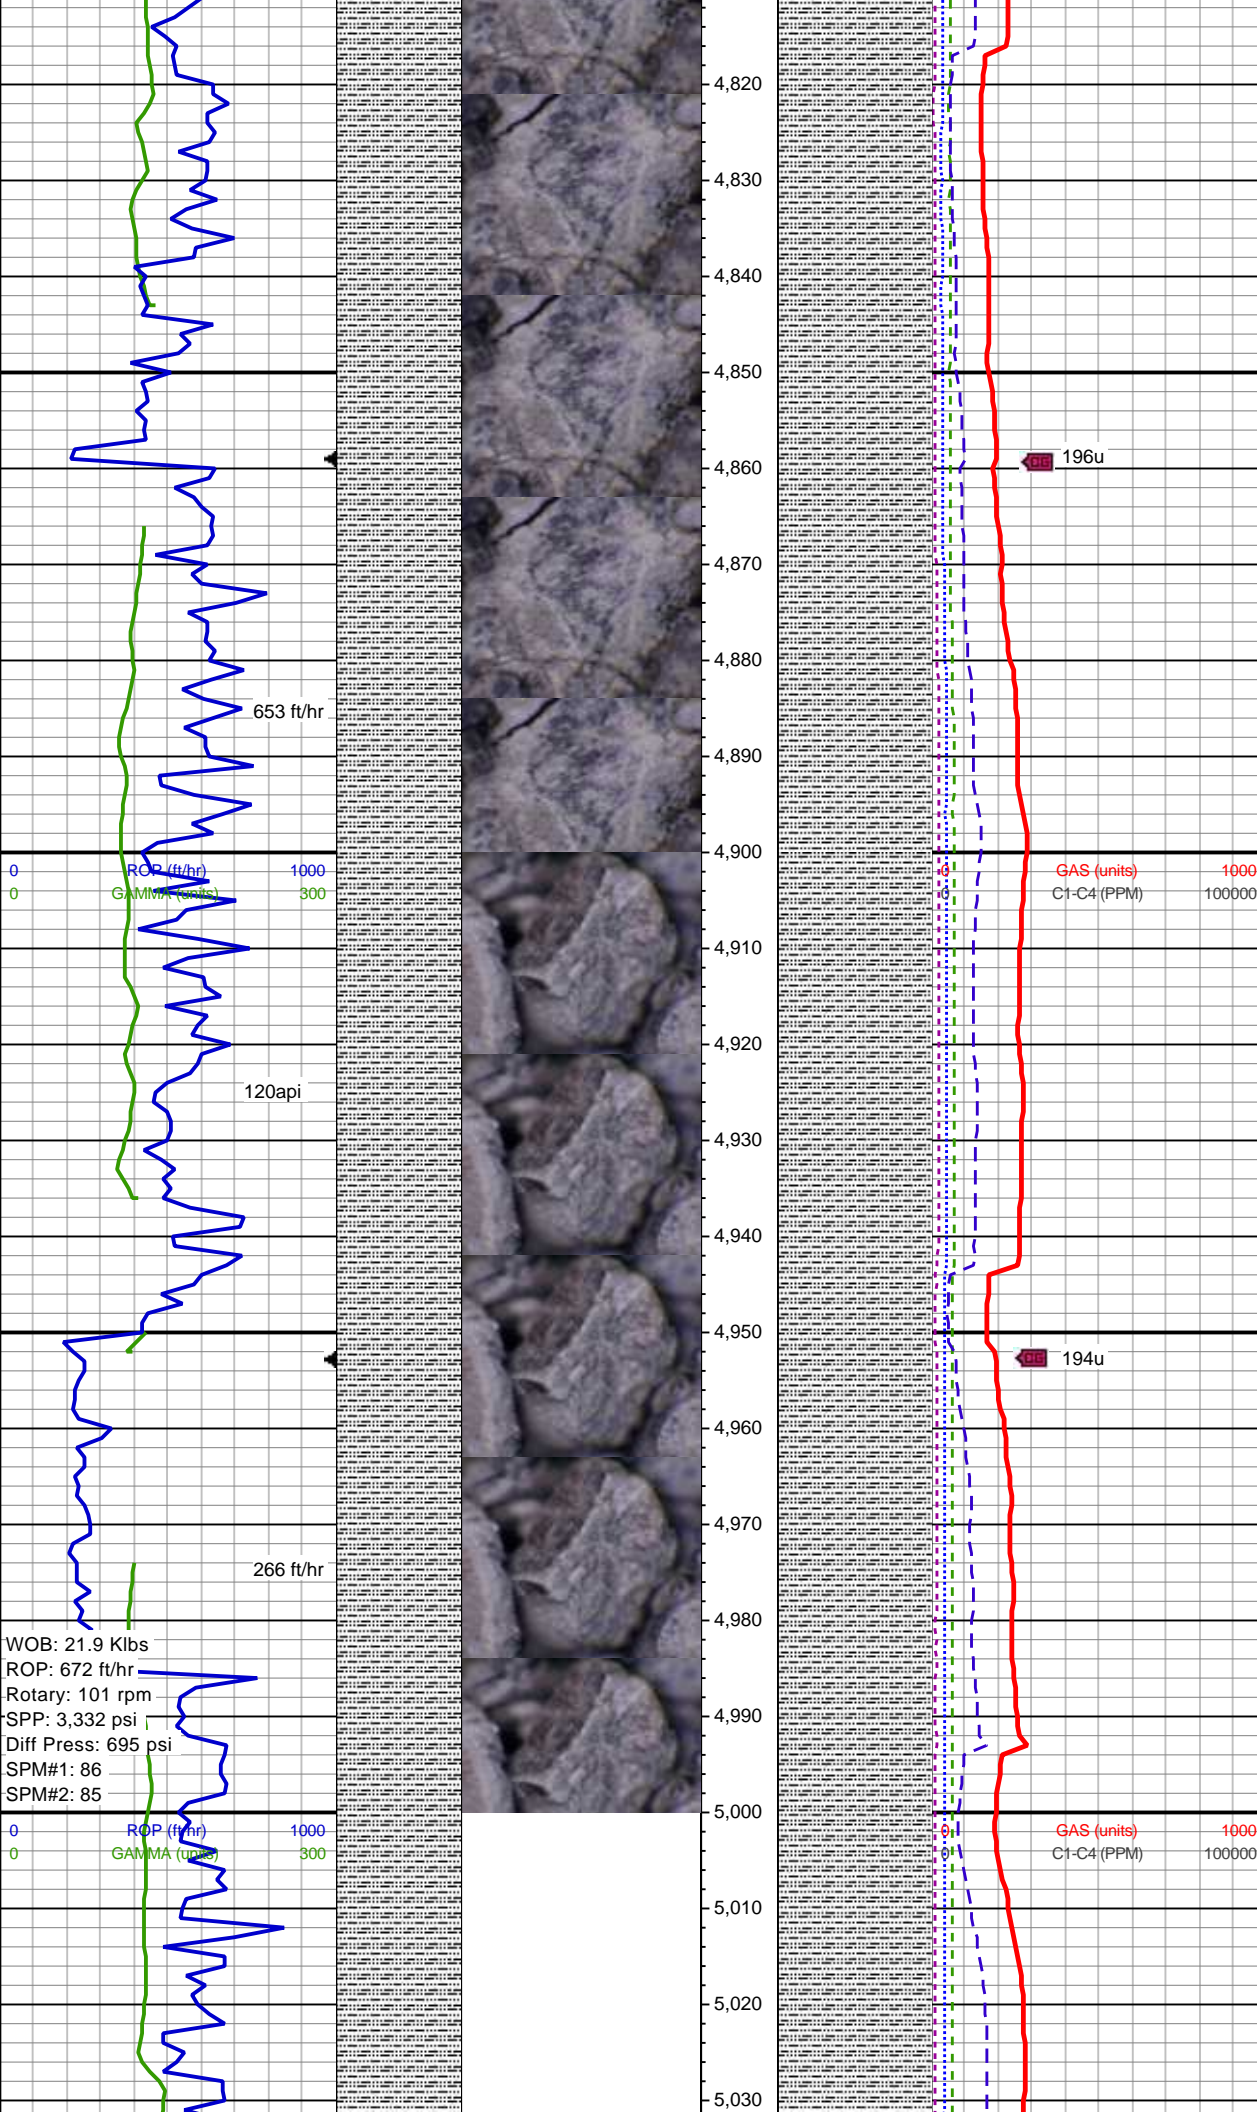 4,820
4,830
4,840
4,850
4,860
CG 196u
4,870
4,880
653 ft/hr
4,890
4,900
0 ROP (ft/hr) 1000
0 GAS (units) 1000
0 GAMMA (units) 300
0 C1-C4 (PPM) 100000
4,910
4,920
120api
4,930
4,940
4,950
CG 194u
4,960
4,970
266 ft/hr
4,980
WOB: 21.9 Klbs
ROP: 672 ft/hr
Rotary: 101 rpm
4,990
SPP: 3,332 psi
Diff Press: 695 psi
SPM#1: 86
SPM#2: 85
5,000
0 ROP (ft/hr) 1000
0 GAS (units) 1000
0 GAMMA (units) 300
0 C1-C4 (PPM) 100000
5,010
5,020
5,030